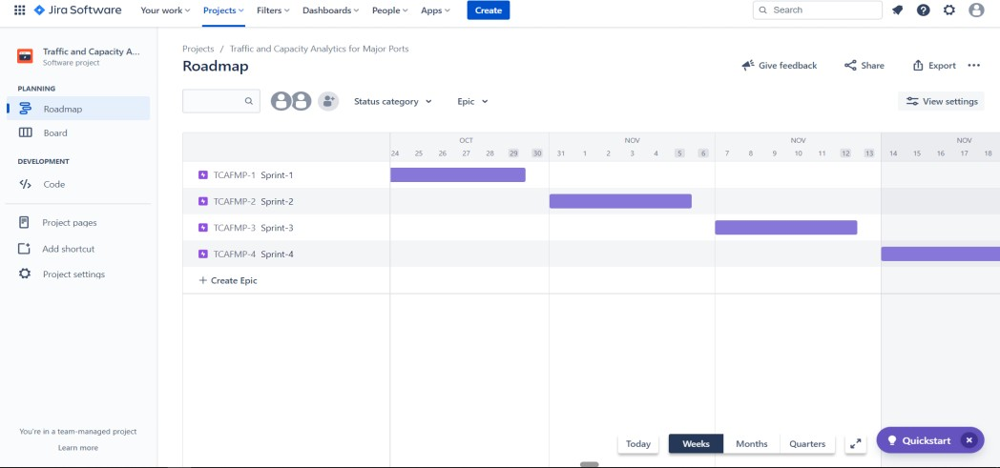 Jira Software Your work Projects Filters Dashboards People Apps Create Search
Traffic and Capacity A...
Software project
PLANNING
Roadmap
Board
DEVELOPMENT
Code
Project pages
Add shortcut
Project settings
You're in a team-managed project
Learn more
Projects / Traffic and Capacity Analytics for Major Ports
Roadmap
Give feedback Share Export
Status category Epic View settings
OCT NOV NOV NOV
24 25 26 27 28 29 30 31 1 2 3 4 5 6 7 8 9 10 11 12 13 14 15 16 17 18
TCAFMP-1 Sprint-1
TCAFMP-2 Sprint-2
TCAFMP-3 Sprint-3
TCAFMP-4 Sprint-4
+ Create Epic
Today Weeks Months Quarters Quickstart